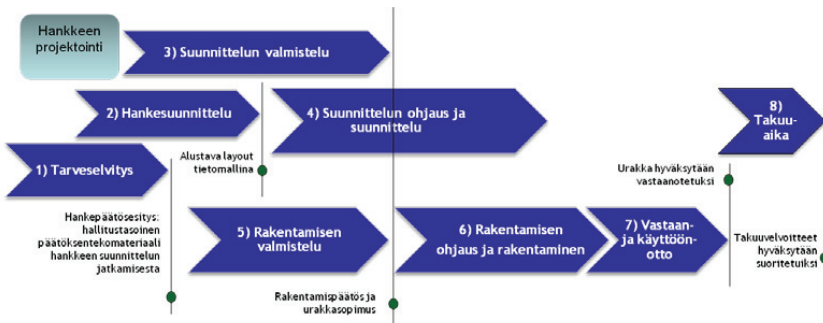 Hankkeen
projektointi
3) Suunnittelun valmistelu
2) Hankesuunnittelu
4) Suunnittelun ohjaus ja
suunnittelu
8)
Takuu-
aika
1) Tarveselvitys
Alustava layout
tietomallina
Urakka hyväksytään
vastaanotetuksi
Hankepäätösesitys:
hallitustasoinen
päätöksentekomateriaali
hankkeen suunnittelun
jatkamisesta
5) Rakentamisen
valmistelu
6) Rakentamisen
ohjaus ja rakentaminen
7) Vastaan-
ja käyttöön-
otto
Takuuvelvoitteet
hyväksytään
suoritetuiksi
Rakentamispäätös ja
urakkasopimus